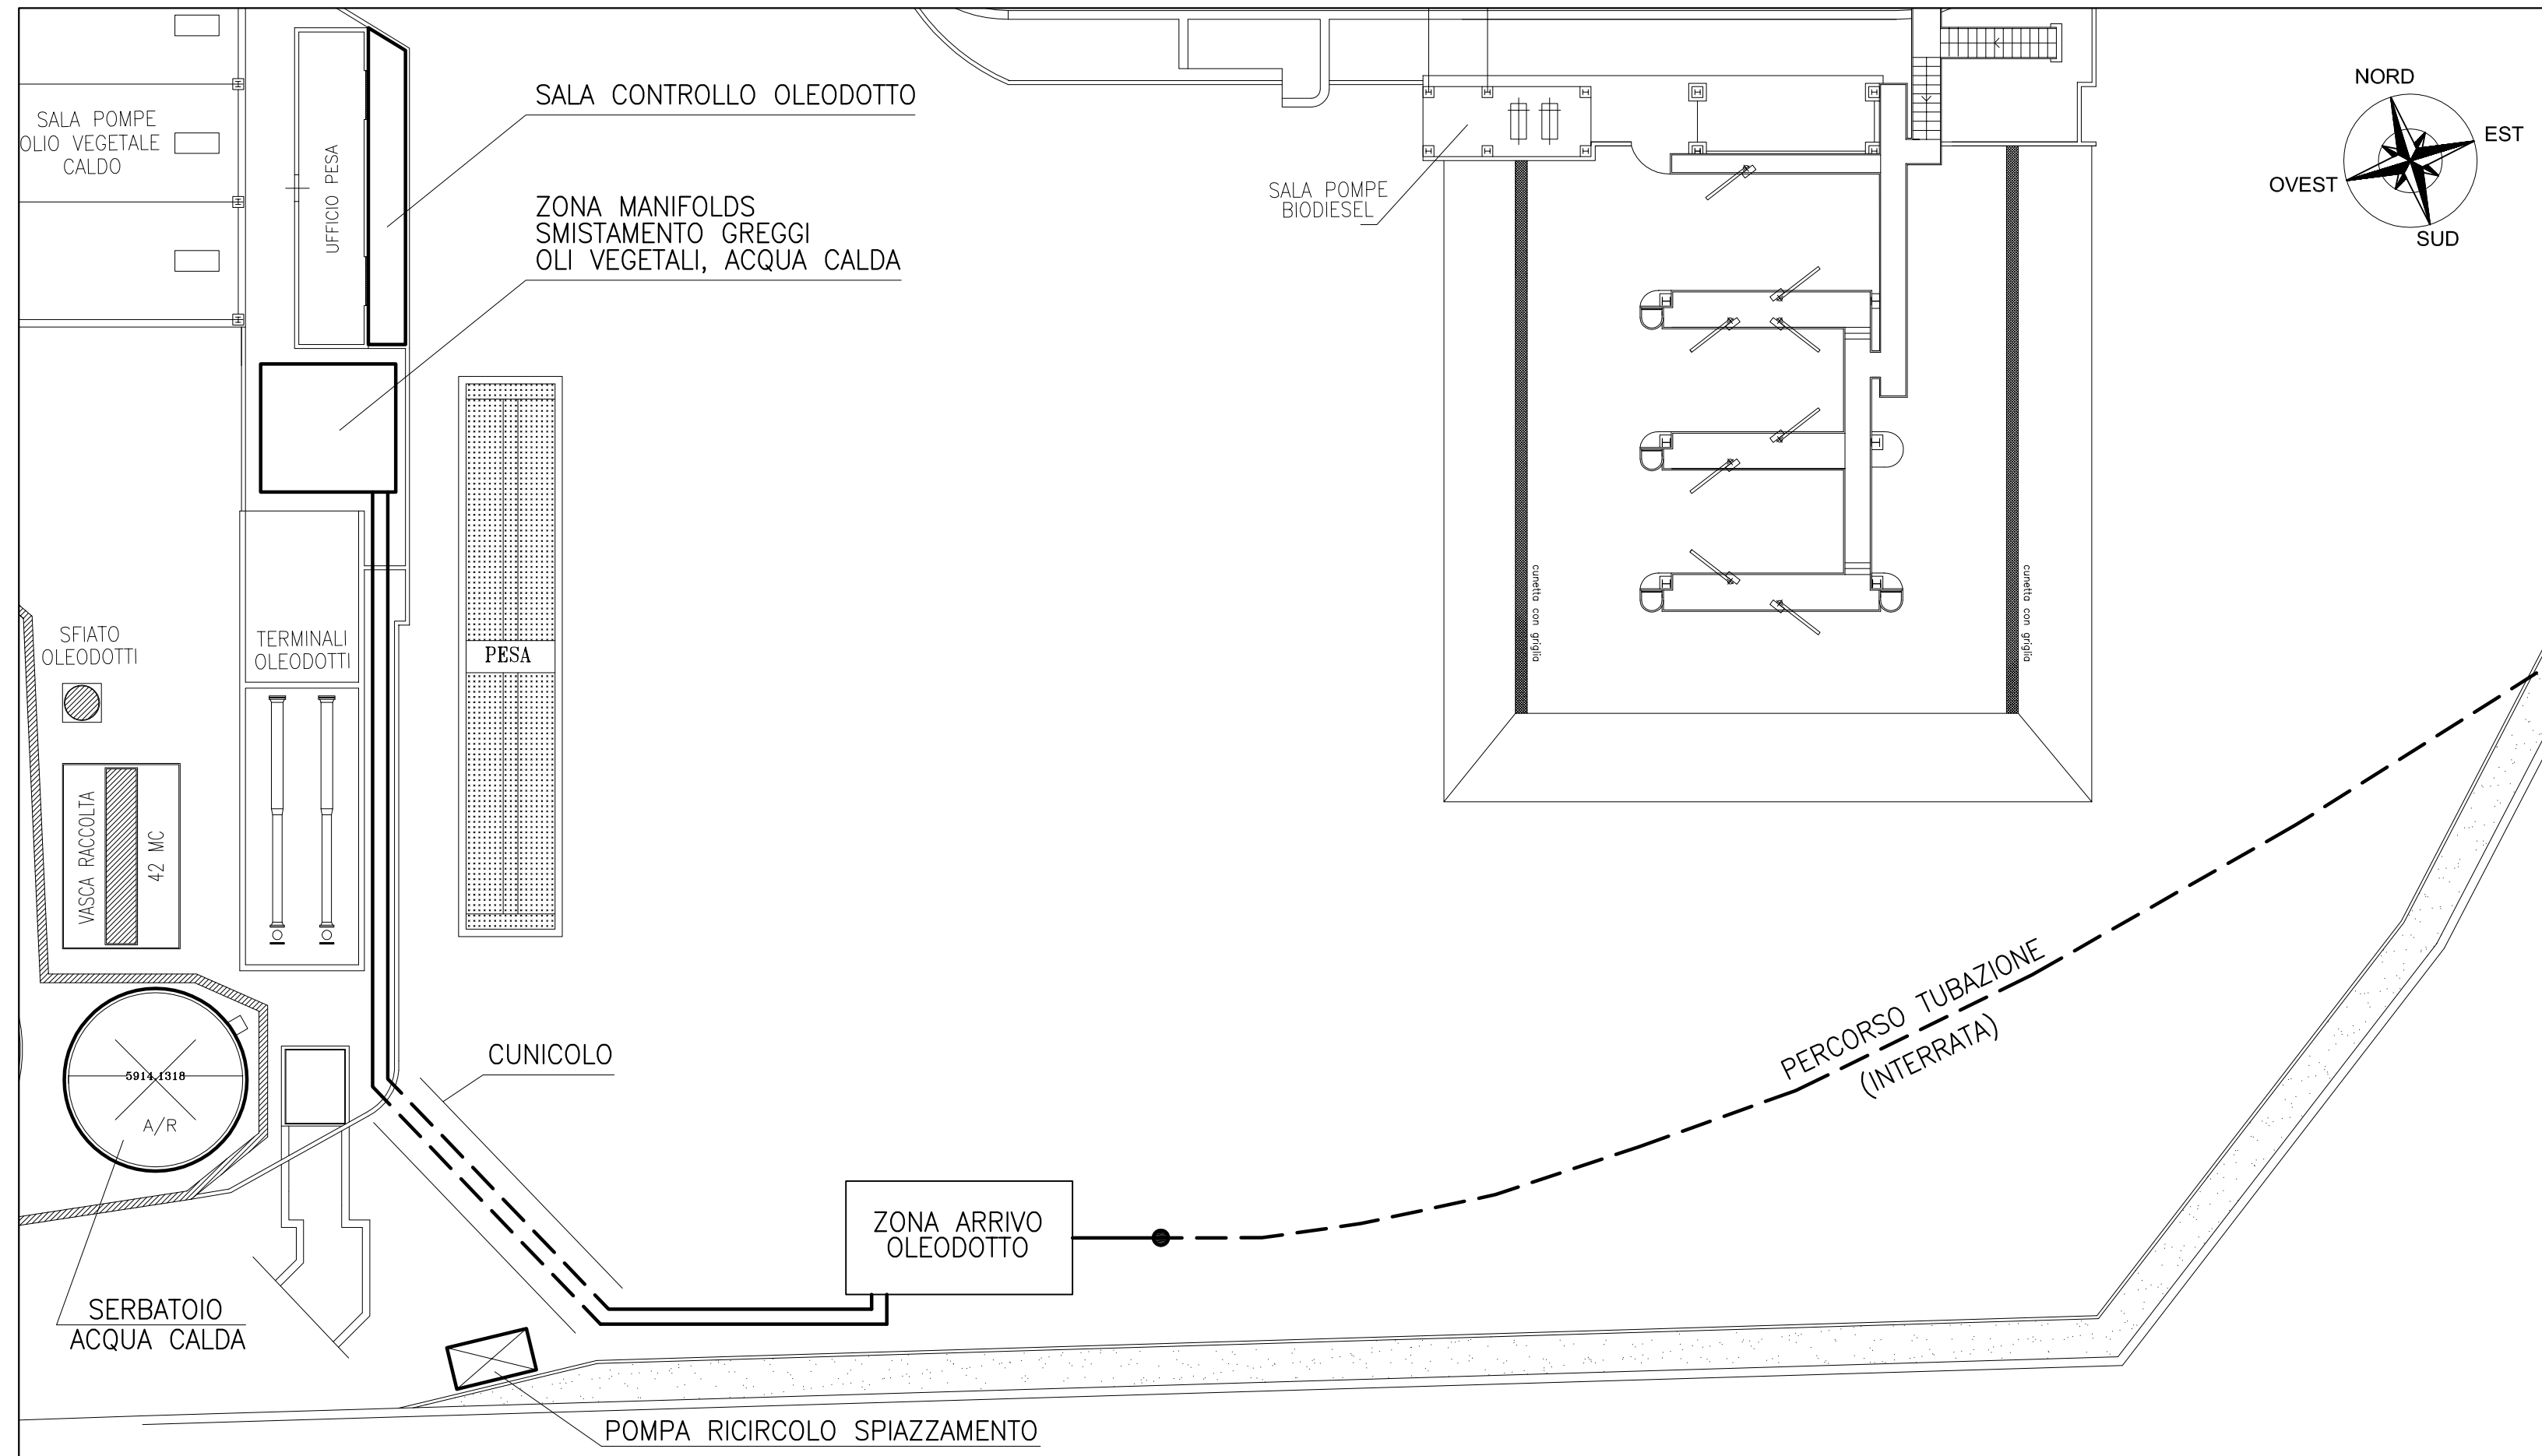 SALA CONTROLLO OLEODOTTO
ZONA MANIFOLDS
SMISTAMENTO GREGGI
OLI VEGETALI, ACQUA CALDA
SALA POMPE
OLIO VEGETALE
CALDO
UFFICIO PESA
SALA POMPE
BIODIESEL
NORD
EST
OVEST
SUD
cunetta con griglia
cunetta con griglia
SFIATO
OLEODOTTI
TERMINALI
OLEODOTTI
PESA
VASCA RACCOLTA
42 MC
5914.1318
A/R
CUNICOLO
PERCORSO TUBAZIONE
(INTERRATA)
ZONA ARRIVO
OLEODOTTO
SERBATOIO
ACQUA CALDA
POMPA RICIRCOLO SPIAZZAMENTO